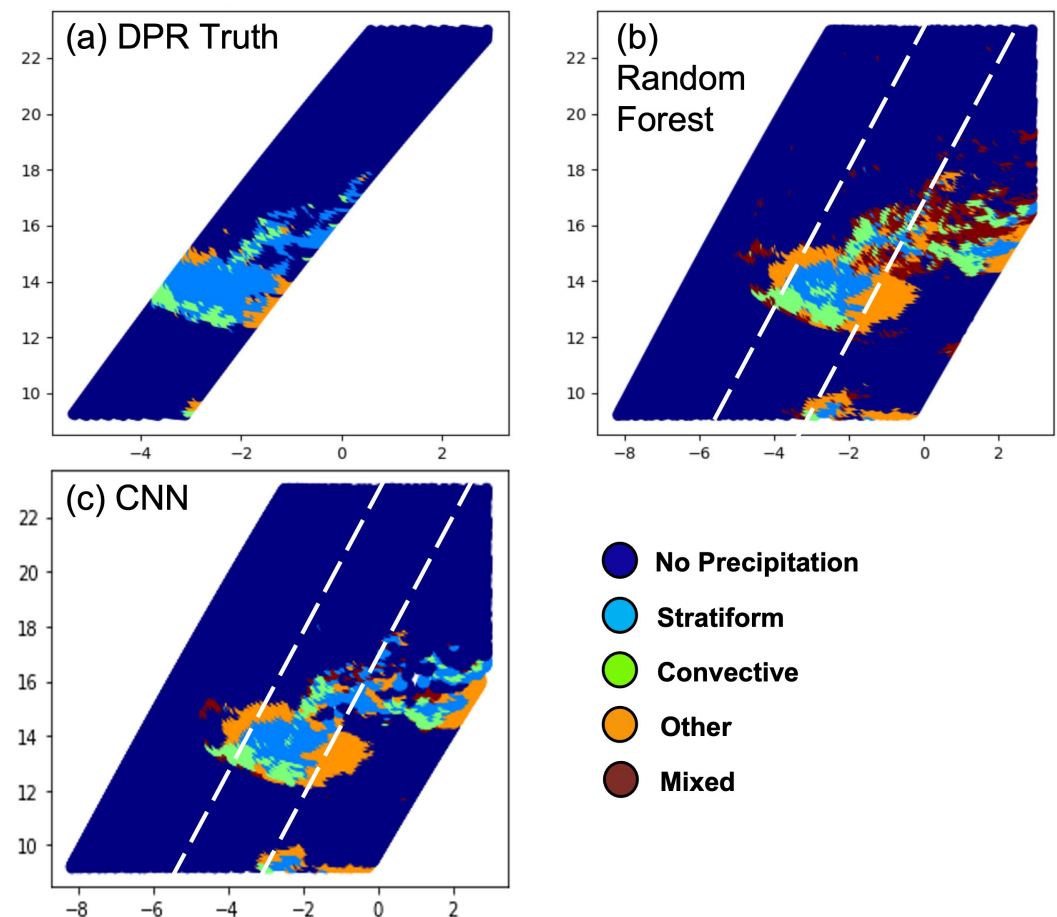 (a) DPR Truth
22
20
18
16
14
12
10
−4 −2 0 2
(b)
Random
Forest
22
20
18
16
14
12
10
−8 −6 −4 −2 0 2
(c) CNN
22
20
18
16
14
12
10
−8 −6 −4 −2 0 2
No Precipitation
Stratiform
Convective
Other
Mixed